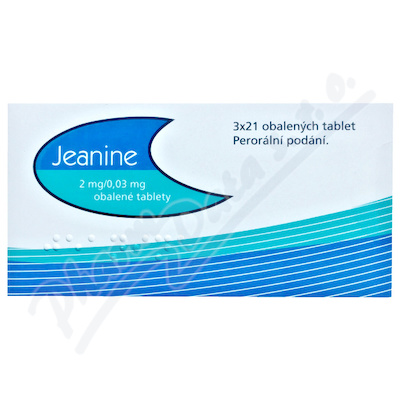 Jeanine
2 mg/0,03 mg
obalené tablety
3x21 obalených tablet
Perorální podání.